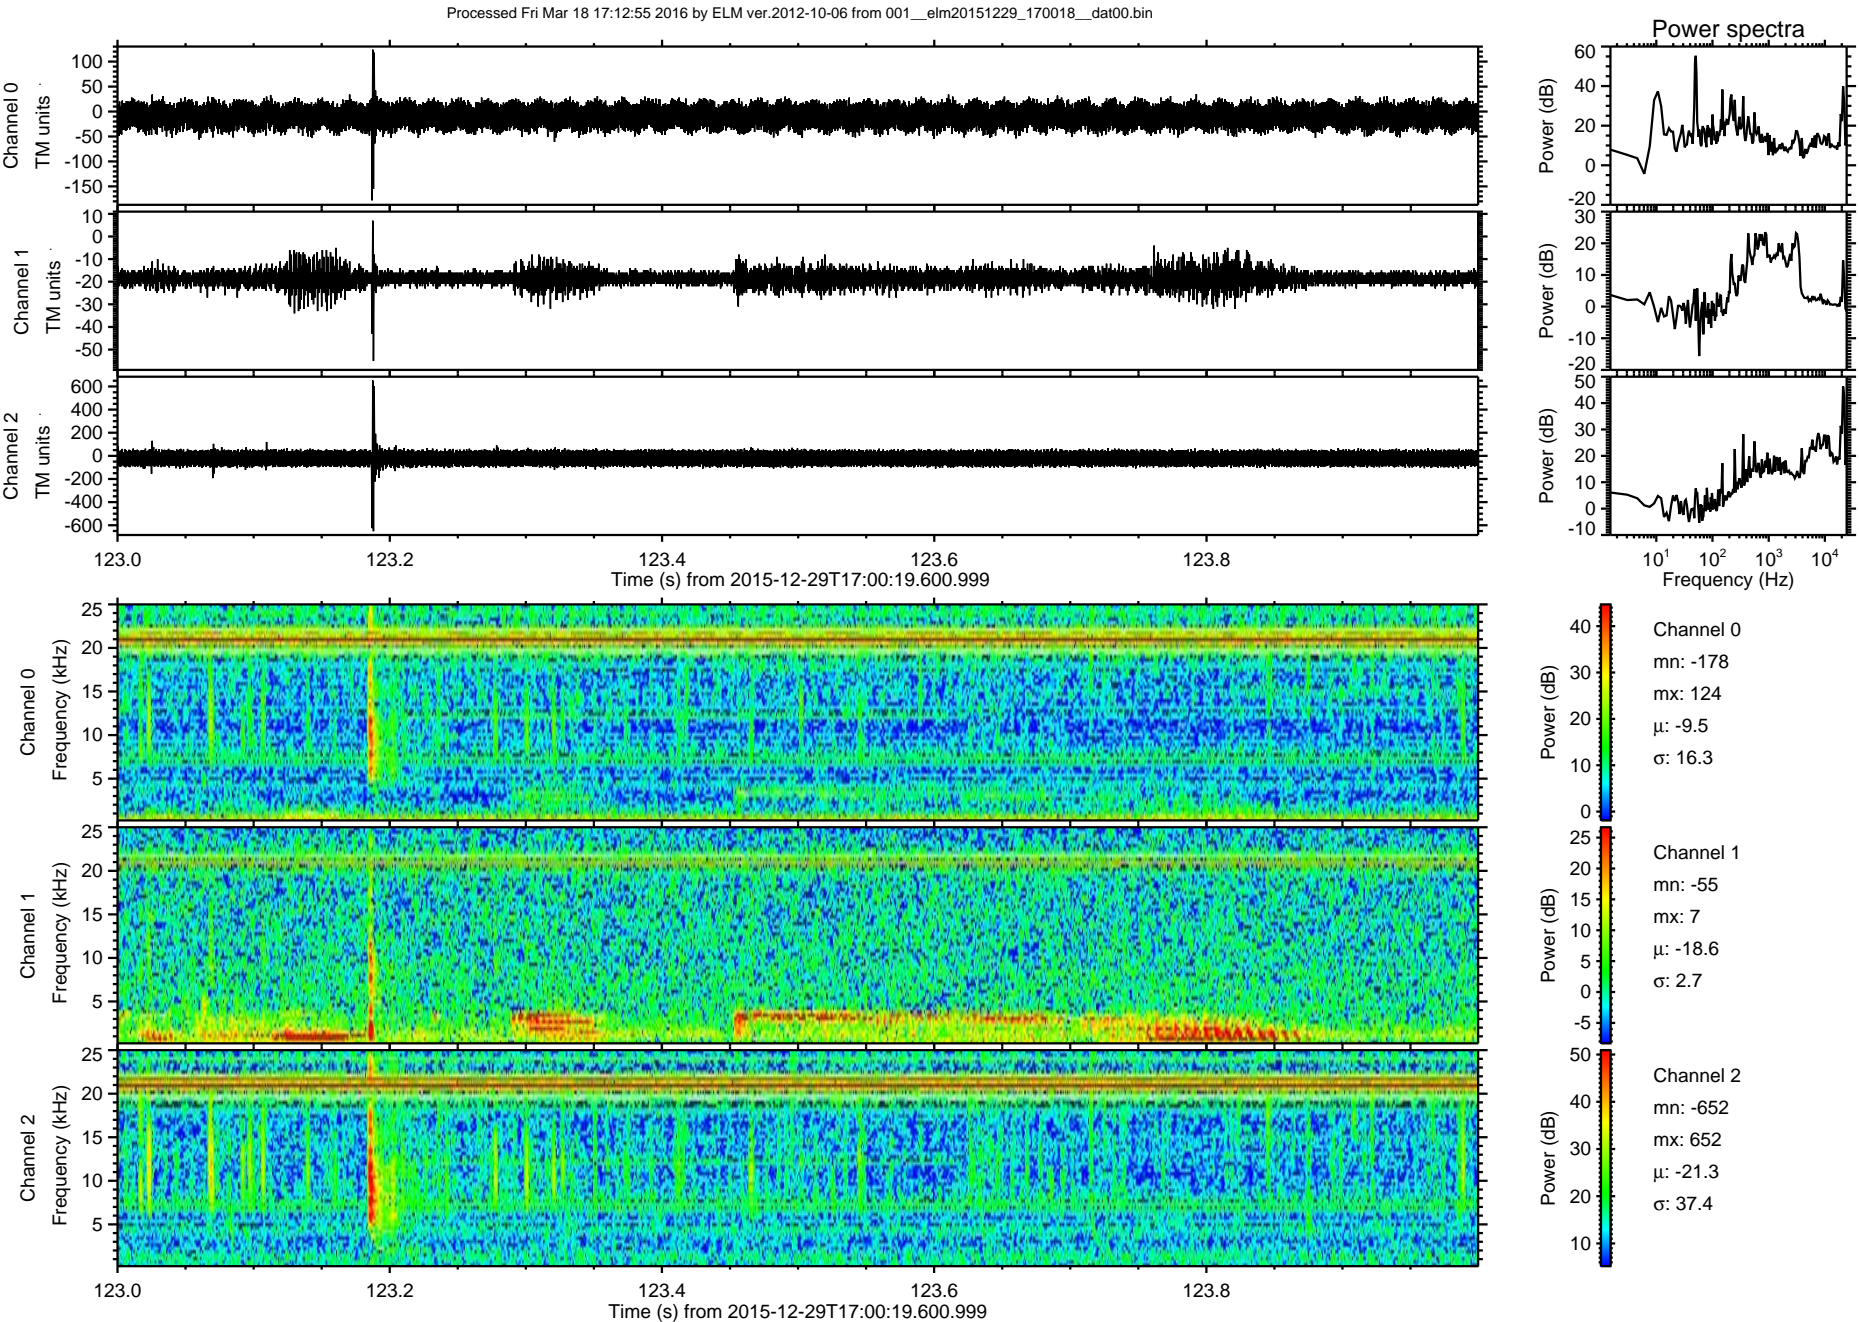 Processed Fri Mar 18 17:12:55 2016 by ELM ver.2012-10-06 from 001__elm20151229_170018__dat00.bin
Power spectra
Channel 0
TM units
100
50
0
-50
-100
-150
Power (dB)
60
40
20
0
-20
Channel 1
TM units
10
0
-10
-20
-30
-40
-50
Power (dB)
30
20
10
0
-10
-20
Channel 2
TM units
600
400
200
0
-200
-400
-600
Power (dB)
50
40
30
20
10
0
-10
123.0 123.2 123.4 123.6 123.8
Time (s) from 2015-12-29T17:00:19.600.999
10¹ 10² 10³ 10⁴
Frequency (Hz)
Channel 0
Frequency (kHz)
25
20
15
10
5
Power (dB)
40
30
20
10
0
Channel 0
mn: -178
mx: 124
µ: -9.5
σ: 16.3
Channel 1
Frequency (kHz)
25
20
15
10
5
Power (dB)
25
20
15
10
5
0
-5
Channel 1
mn: -55
mx: 7
µ: -18.6
σ: 2.7
Channel 2
Frequency (kHz)
25
20
15
10
5
Power (dB)
50
40
30
20
10
Channel 2
mn: -652
mx: 652
µ: -21.3
σ: 37.4
123.0 123.2 123.4 123.6 123.8
Time (s) from 2015-12-29T17:00:19.600.999